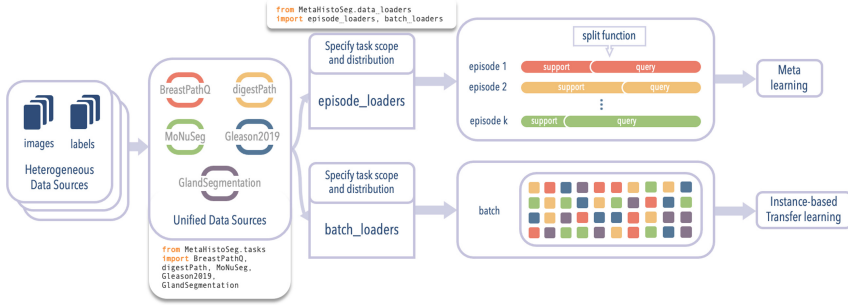 from MetaHistoSeg.data_loaders
import episode_loaders, batch_loaders
images
labels
Heterogeneous
Data Sources
BreastPathQ
digestPath
MoNuSeg
Gleason2019
GlandSegmentation
Unified Data Sources
from MetaHistoSeg.tasks
import BreastPathQ,
digestPath, MoNuSeg,
Gleason2019,
GlandSegmentation
Specify task scope
and distribution
episode_loaders
Specify task scope
and distribution
batch_loaders
split function
episode 1
support
query
episode 2
support
query
episode k
support
query
batch
Meta
learning
Instance-based
Transfer learning